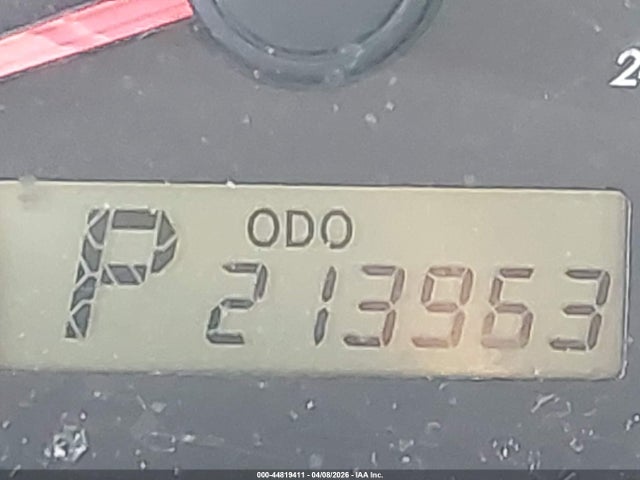 2
ODO
P 213963
000-44819411 - 04/08/2026 - IAA Inc.